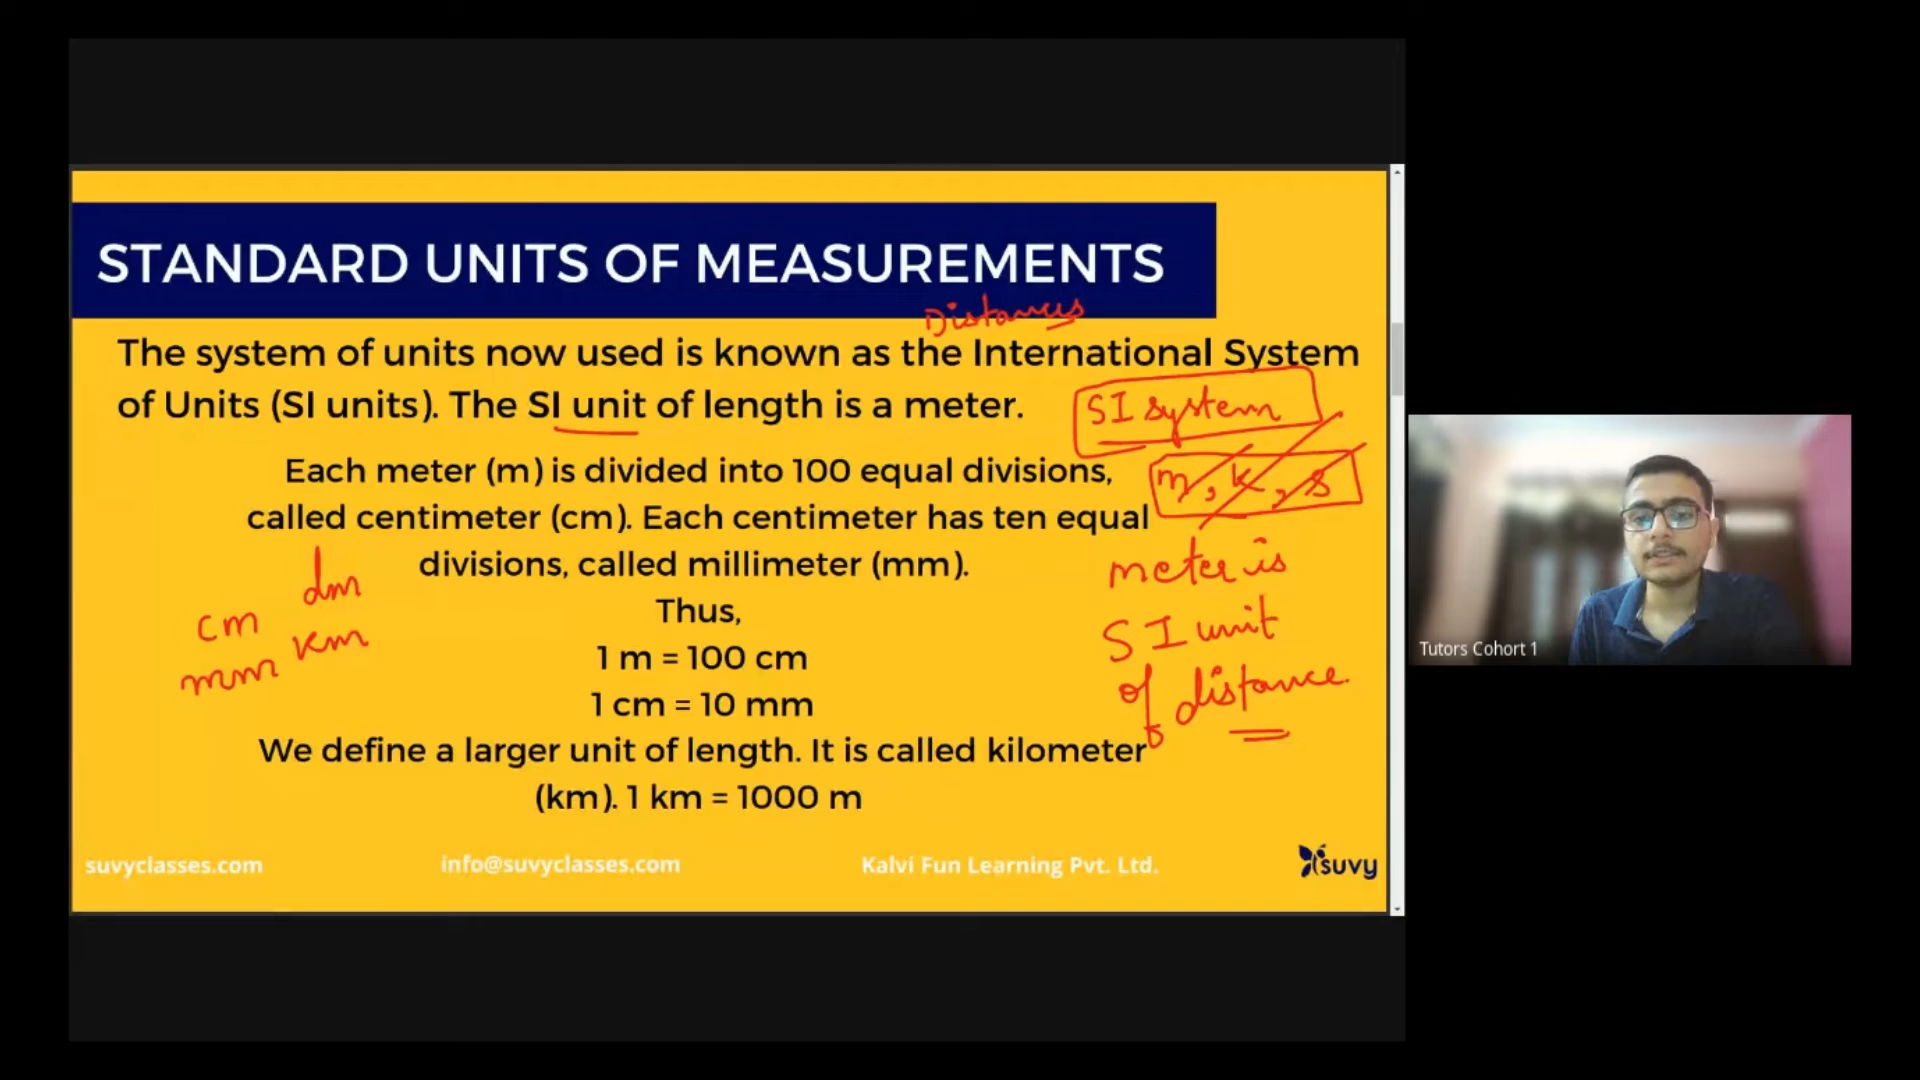 STANDARD UNITS OF MEASUREMENTS
Distances
The system of units now used is known as the International System
of Units (SI units). The SI unit of length is a meter.
SI system
Each meter (m) is divided into 100 equal divisions,
m, k, s
called centimeter (cm). Each centimeter has ten equal
divisions, called millimeter (mm).
meter is
dm
Thus,
cm
SI unit
km
1 m = 100 cm
mm
of distance.
1 cm = 10 mm
We define a larger unit of length. It is called kilometer
(km). 1 km = 1000 m
suvyclasses.com
info@suvyclasses.com
Kalvi Fun Learning Pvt. Ltd.
suvy
Tutors Cohort 1